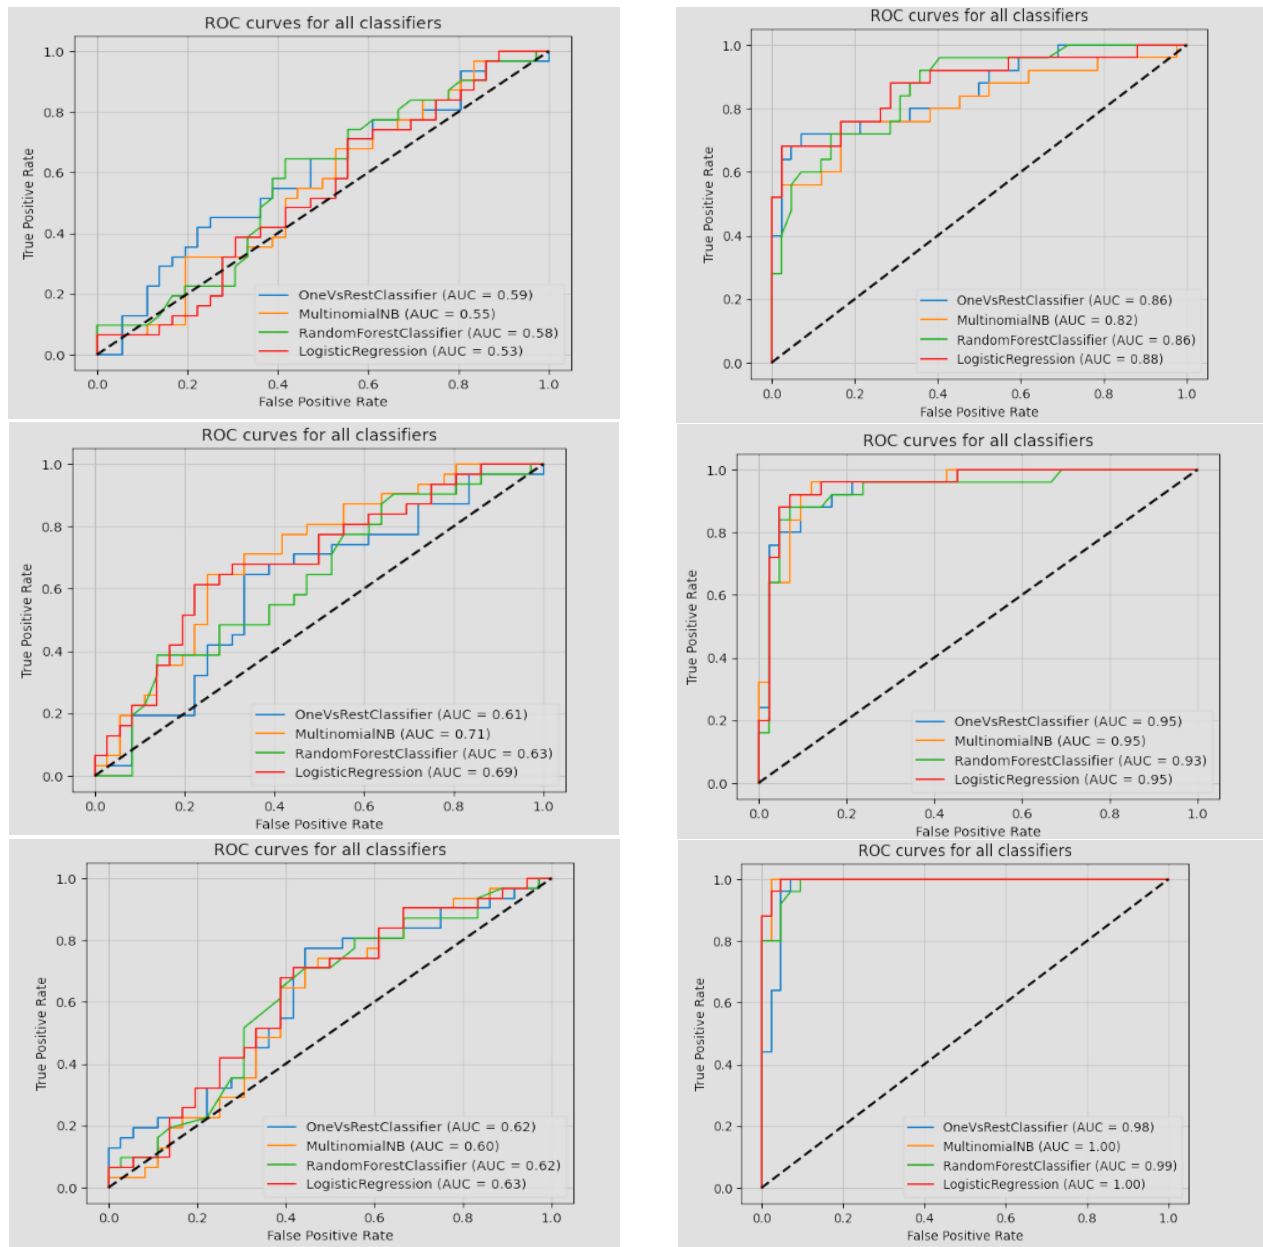 ROC curves for all classifiers
True Positive Rate
1.0
0.8
0.6
0.4
0.2
0.0
OneVsRestClassifier (AUC = 0.59)
MultinomialNB (AUC = 0.55)
RandomForestClassifier (AUC = 0.58)
LogisticRegression (AUC = 0.53)
0.0 0.2 0.4 0.6 0.8 1.0
False Positive Rate
ROC curves for all classifiers
True Positive Rate
1.0
0.8
0.6
0.4
0.2
0.0
OneVsRestClassifier (AUC = 0.86)
MultinomialNB (AUC = 0.82)
RandomForestClassifier (AUC = 0.86)
LogisticRegression (AUC = 0.88)
0.0 0.2 0.4 0.6 0.8 1.0
False Positive Rate
ROC curves for all classifiers
True Positive Rate
1.0
0.8
0.6
0.4
0.2
0.0
OneVsRestClassifier (AUC = 0.61)
MultinomialNB (AUC = 0.71)
RandomForestClassifier (AUC = 0.63)
LogisticRegression (AUC = 0.69)
0.0 0.2 0.4 0.6 0.8 1.0
False Positive Rate
ROC curves for all classifiers
True Positive Rate
1.0
0.8
0.6
0.4
0.2
0.0
OneVsRestClassifier (AUC = 0.95)
MultinomialNB (AUC = 0.95)
RandomForestClassifier (AUC = 0.93)
LogisticRegression (AUC = 0.95)
0.0 0.2 0.4 0.6 0.8 1.0
False Positive Rate
ROC curves for all classifiers
True Positive Rate
1.0
0.8
0.6
0.4
0.2
0.0
OneVsRestClassifier (AUC = 0.62)
MultinomialNB (AUC = 0.60)
RandomForestClassifier (AUC = 0.62)
LogisticRegression (AUC = 0.63)
0.0 0.2 0.4 0.6 0.8 1.0
False Positive Rate
ROC curves for all classifiers
True Positive Rate
1.0
0.8
0.6
0.4
0.2
0.0
OneVsRestClassifier (AUC = 0.98)
MultinomialNB (AUC = 1.00)
RandomForestClassifier (AUC = 0.99)
LogisticRegression (AUC = 1.00)
0.0 0.2 0.4 0.6 0.8 1.0
False Positive Rate